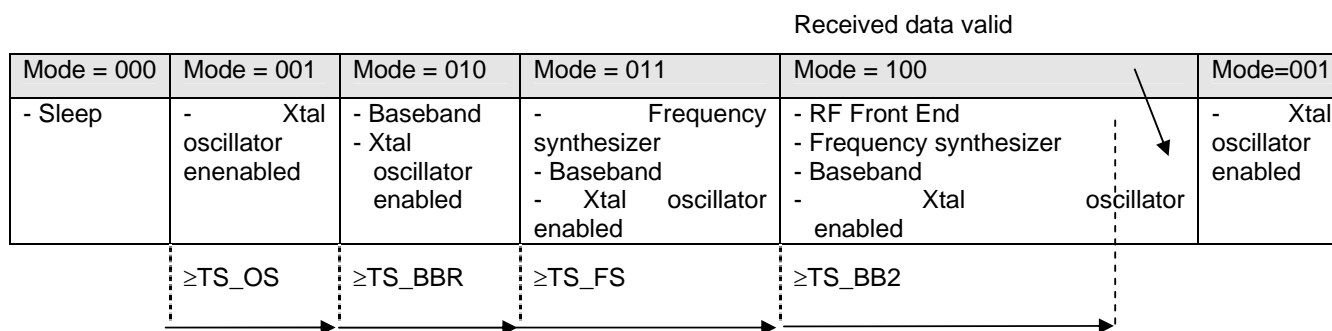 Received data valid
Mode = 000
Mode = 001
Mode = 010
Mode = 011
Mode = 100
Mode=001
- Sleep
- Xtal
oscillator
enenabled
- Baseband
- Xtal
oscillator
enabled
- Frequency
synthesizer
- Baseband
- Xtal oscillator
enabled
- RF Front End
- Frequency synthesizer
- Baseband
- Xtal oscillator
enabled
- Xtal
oscillator
enabled
≥TS_OS
≥TS_BBR
≥TS_FS
≥TS_BB2